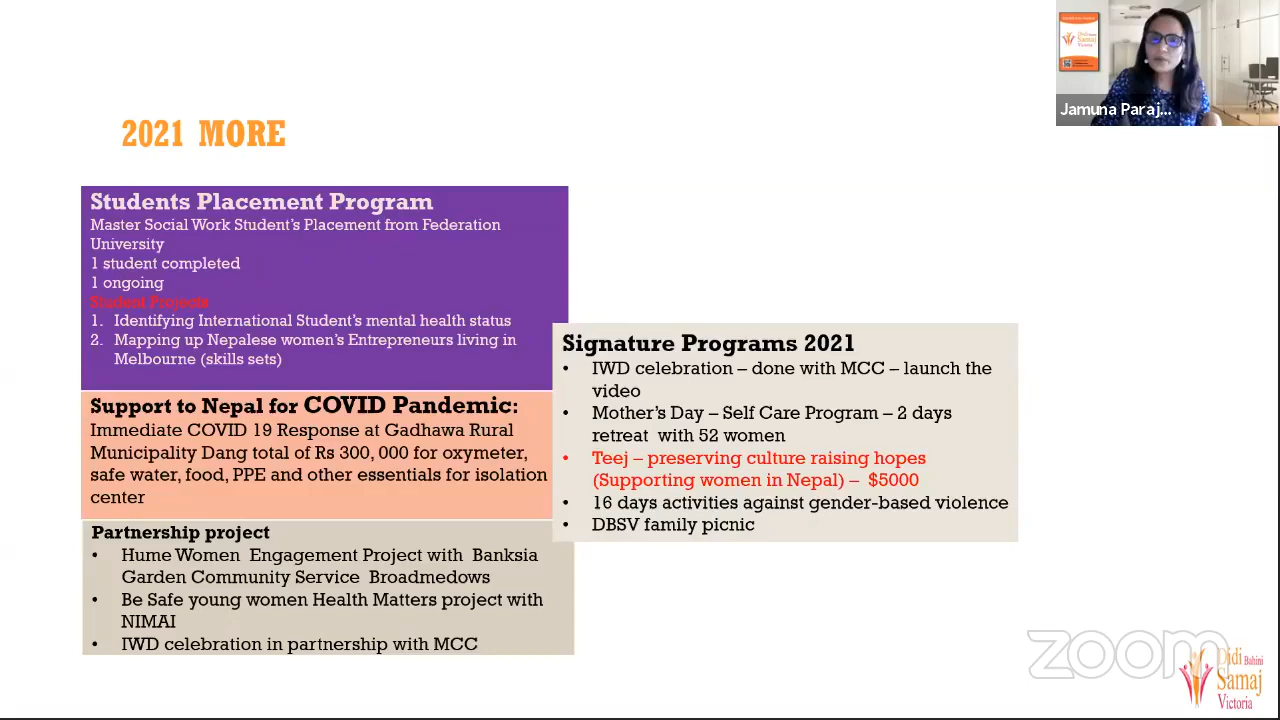 2021 MORE
Students Placement Program
Master Social Work Student's Placement from Federation
University
1 student completed
1 ongoing
Student Projects
1. Identifying International Student's mental health status
2. Mapping up Nepalese women's Entrepreneurs living in
Melbourne (skills sets)
Support to Nepal for COVID Pandemic:
Immediate COVID 19 Response at Gadhawa Rural
Municipality Dang total of Rs 300, 000 for oxymeter,
safe water, food, PPE and other essentials for isolation
center
Partnership project
• Hume Women Engagement Project with Banksia
Garden Community Service Broadmedows
• Be Safe young women Health Matters project with
NIMAI
• IWD celebration in partnership with MCC
Signature Programs 2021
• IWD celebration – done with MCC – launch the
video
• Mother's Day – Self Care Program – 2 days
retreat with 52 women
• Teej – preserving culture raising hopes
(Supporting women in Nepal) – $5000
• 16 days activities against gender-based violence
• DBSV family picnic
Samaj
Victoria
Jamuna Paraj...
zoom
Didi Bahini
Samaj
Victoria